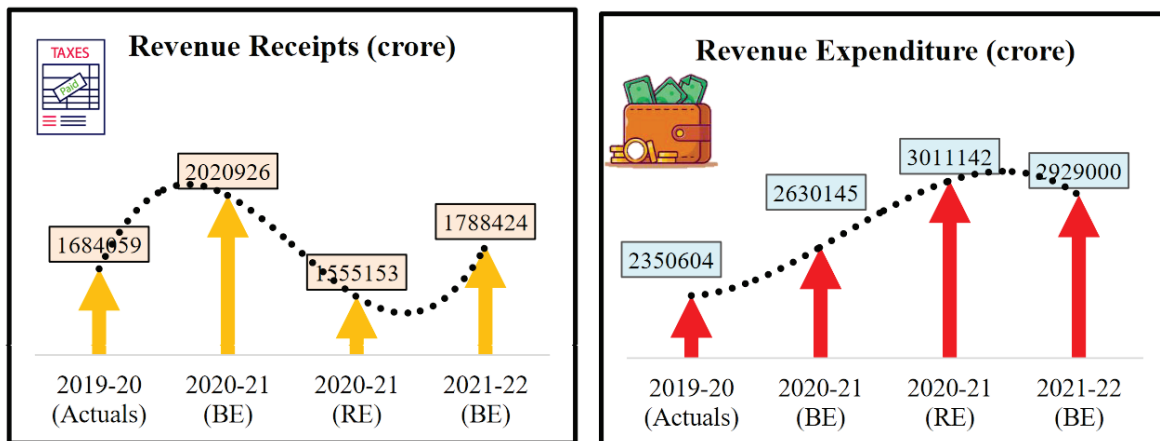 Revenue Receipts (crore)
TAXES
Paid
2020926
1684059
1788424
1555153
2019-20 2020-21 2020-21 2021-22
(Actuals) (BE) (RE) (BE)
Revenue Expenditure (crore)
3011142
2929000
2630145
2350604
2019-20 2020-21 2020-21 2021-22
(Actuals) (BE) (RE) (BE)